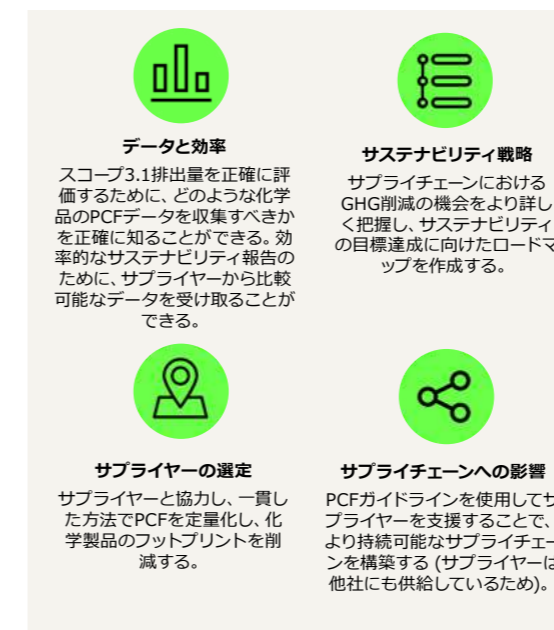 データと効率
スコープ3.1排出量を正確に評
価するために、どのような化学
品のPCFデータを収集すべきか
を正確に知ることができる。効
率的なサステナビリティ報告の
ために、サプライヤーから比較
可能なデータを受け取ることが
できる。
サステナビリティ戦略
サプライチェーンにおける
GHG削減の機会をより詳し
く把握し、サステナビリティ
の目標達成に向けたロードマ
ップを作成する。
サプライヤーの選定
サプライヤーと協力し、一貫し
た方法でPCFを定量化し、化
学製品のフットプリントを削
減する。
サプライチェーンへの影響
PCFガイドラインを使用してサ
プライヤーを支援することで、
より持続可能なサプライチェー
ンを構築する (サプライヤーは
他社にも供給しているため)。